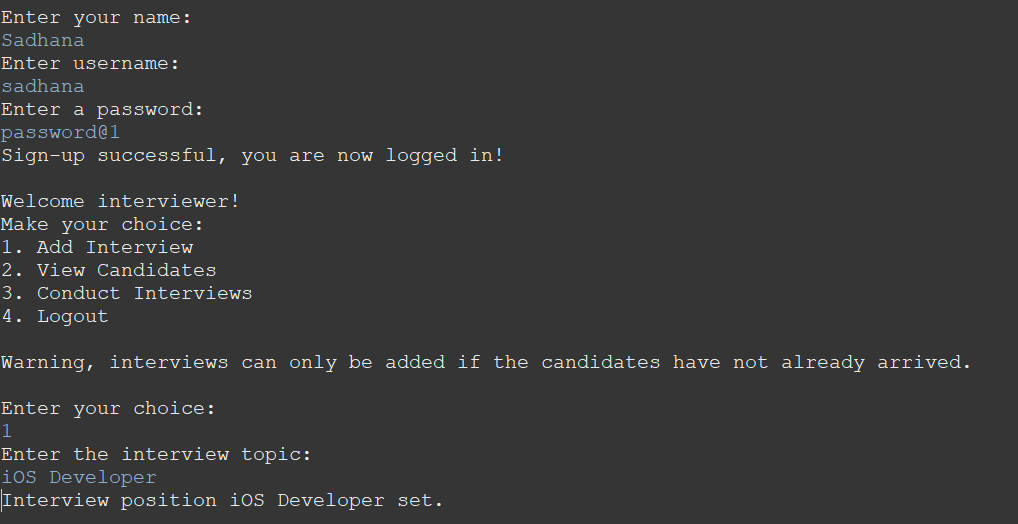 Enter your name:
Sadhana
Enter username:
sadhana
Enter a password:
password@1
Sign-up successful, you are now logged in!
Welcome interviewer!
Make your choice:
1. Add Interview
2. View Candidates
3. Conduct Interviews
4. Logout
Warning, interviews can only be added if the candidates have not already arrived.
Enter your choice:
1
Enter the interview topic:
iOS Developer
Interview position iOS Developer set.